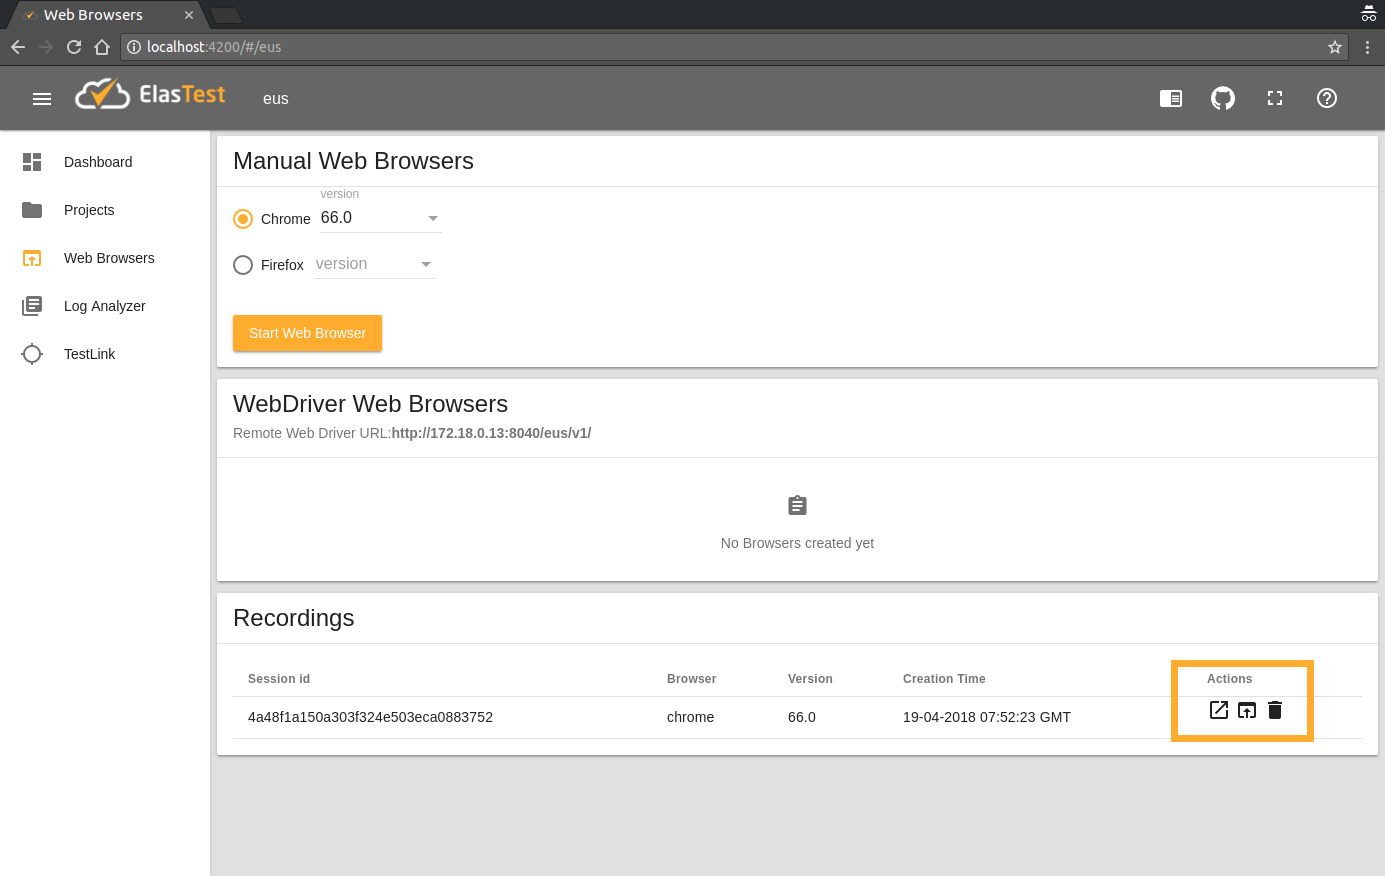 Web Browsers
localhost:4200/#/eus
ElasTest
eus
Dashboard
Projects
Web Browsers
Log Analyzer
TestLink
Manual Web Browsers
version
Chrome 66.0
Firefox version
Start Web Browser
WebDriver Web Browsers
Remote Web Driver URL:http://172.18.0.13:8040/eus/v1/
No Browsers created yet
Recordings
Session id Browser Version Creation Time Actions
4a48f1a150a303f324e503eca0883752 chrome 66.0 19-04-2018 07:52:23 GMT